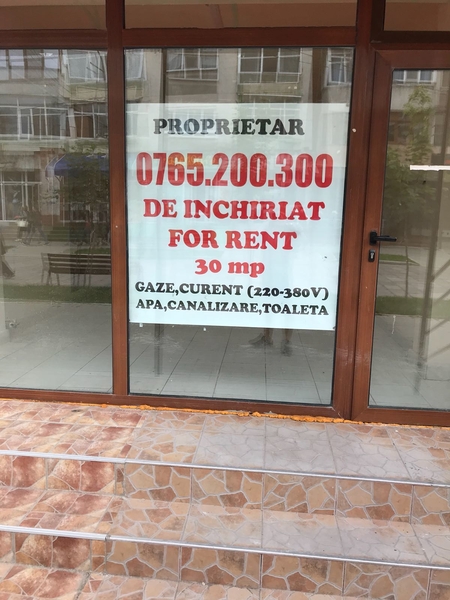 PROPRIETAR
0765.200.300
DE INCHIRIAT
FOR RENT
30 mp
GAZE,CURENT (220-380V)
APA,CANALIZARE,TOALETA